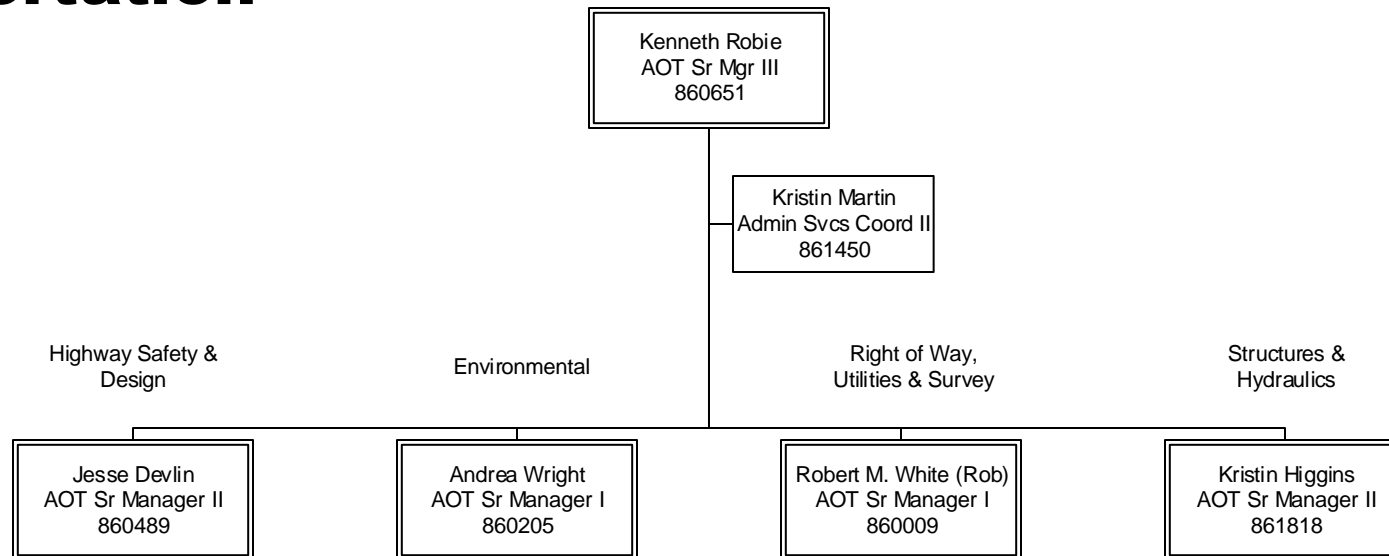 Kenneth Robie
AOT Sr Mgr III
860651
Kristin Martin
Admin Svcs Coord II
861450
Highway Safety &
Design
Environmental
Right of Way,
Utilities & Survey
Structures &
Hydraulics
Jesse Devlin
AOT Sr Manager II
860489
Andrea Wright
AOT Sr Manager I
860205
Robert M. White (Rob)
AOT Sr Manager I
860009
Kristin Higgins
AOT Sr Manager II
861818